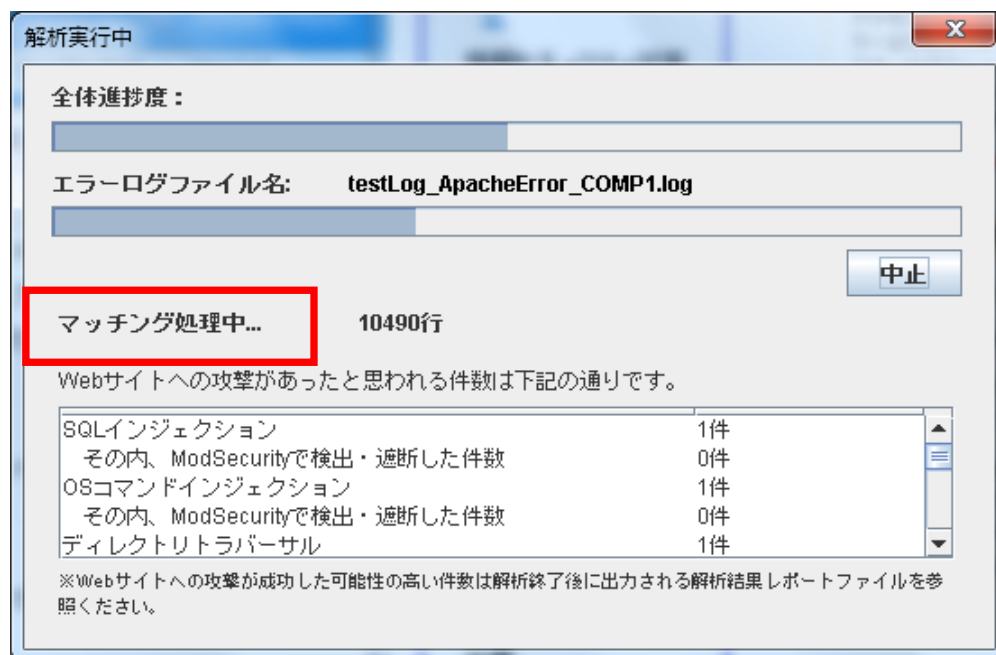 解析実行中
全体進捗度：
エラーログファイル名: testLog_ApacheError_COMP1.log
中止
マッチング処理中... 10490行
Webサイトへの攻撃があったと思われる件数は下記の通りです。
SQLインジェクション 1件
その内、ModSecurityで検出・遮断した件数 0件
OSコマンドインジェクション 1件
その内、ModSecurityで検出・遮断した件数 0件
ディレクトリトラバーサル 1件
※Webサイトへの攻撃が成功した可能性の高い件数は解析終了後に出力される解析結果レポートファイルを参
照ください。